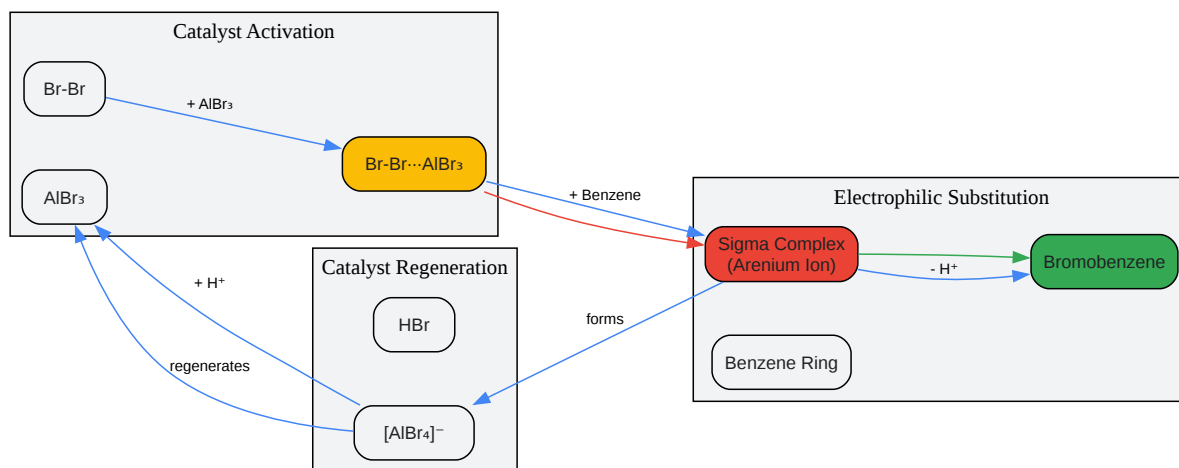 Catalyst Activation
Br-Br
+ AlBr₃
Br-Br···AlBr₃
AlBr₃
+ Benzene
Electrophilic Substitution
Sigma Complex
(Arenium Ion)
- H⁺
Bromobenzene
Benzene Ring
Catalyst Regeneration
+ H⁺
HBr
forms
regenerates
[AlBr₄]⁻